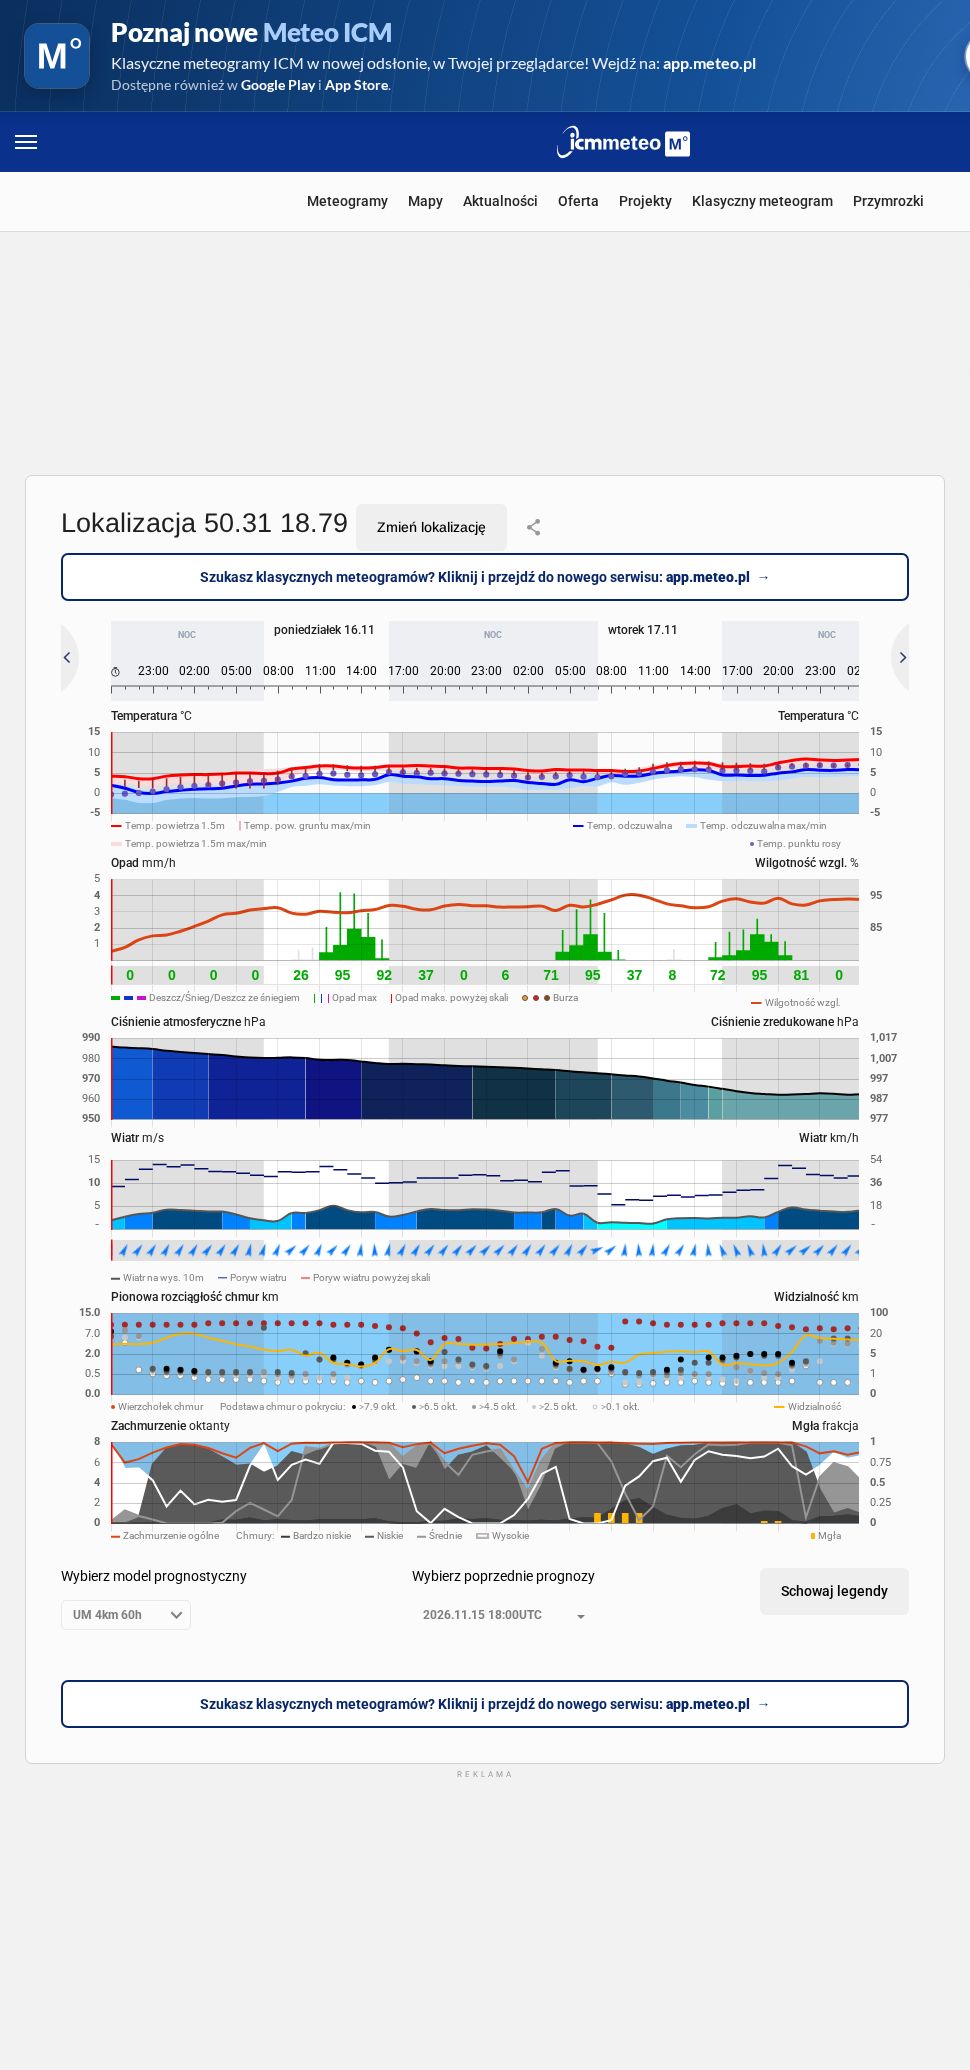 Poznaj nowe Meteo ICM
Klasyczne meteogramy ICM w nowej odsłonie, w Twojej przeglądarce! Wejdź na: app.meteo.pl
Dostępne również w Google Play i App Store.
M°
icmmeteo M°
Meteogramy Mapy Aktualności Oferta Projekty Klasyczny meteogram Przymrozki
Lokalizacja 50.31 18.79 Zmień lokalizację
Szukasz klasycznych meteogramów? Kliknij i przejdź do nowego serwisu: app.meteo.pl →
NOC poniedziałek 16.11 NOC wtorek 17.11 NOC
23:00 02:00 05:00 08:00 11:00 14:00 17:00 20:00 23:00 02:00 05:00 08:00 11:00 14:00 17:00 20:00 23:00 02
Temperatura °C Temperatura °C
15 15
10 10
5 5
0 0
-5 -5
Temp. powietrza 1.5m Temp. pow. gruntu max/min Temp. odczuwalna Temp. odczuwalna max/min
Temp. powietrza 1.5m max/min Temp. punktu rosy
Opad mm/h Wilgotność wzgl. %
5
4 95
3
2 85
1
0 0 0 0 26 95 92 37 0 6 71 95 37 8 72 95 81 0
Deszcz/Śnieg/Deszcz ze śniegiem Opad max Opad maks. powyżej skali Burza Wilgotność wzgl.
Ciśnienie atmosferyczne hPa Ciśnienie zredukowane hPa
990 1,017
980 1,007
970 997
960 987
950 977
Wiatr m/s Wiatr km/h
15 54
10 36
5 18
- -
Wiatr na wys. 10m Poryw wiatru Poryw wiatru powyżej skali
Pionowa rozciągłość chmur km Widzialność km
15.0 100
7.0 20
2.0 5
0.5 1
0.0 0
Wierzchołek chmur Podstawa chmur o pokryciu: >7.9 okt. >6.5 okt. >4.5 okt. >2.5 okt. >0.1 okt. Widzialność
Zachmurzenie oktanty Mgła frakcja
8 1
6 0.75
4 0.5
2 0.25
0 0
Zachmurzenie ogólne Chmury: Bardzo niskie Niskie Średnie Wysokie Mgła
Wybierz model prognostyczny Wybierz poprzednie prognozy Schowaj legendy
UM 4km 60h 2026.11.15 18:00UTC
Szukasz klasycznych meteogramów? Kliknij i przejdź do nowego serwisu: app.meteo.pl →
REKLAMA